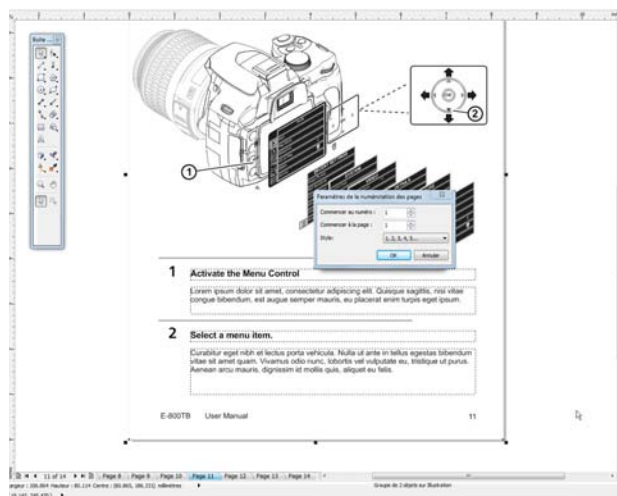 Boîte ...
OK
2
1
Paramètres de la numérotation des pages
Commencer au numéro :
1
Commencer à la page :
1
Style:
1, 2, 3, 4, 5...
OK
Annuler
1 Activate the Menu Control
Lorem ipsum dolor sit amet, consectetur adipiscing elit. Quisque sagittis, nisi vitae
congue bibendum, est augue semper mauris, eu placerat enim turpis eget ipsum.
2 Select a menu item.
Curabitur eget nibh et lectus porta vehicula. Nulla ut ante in tellus egestas bibendum
vitae sit amet quam. Vivamus odio nunc, lobortis vel vulputate eu, tristique ut purus.
Aenean arcu mauris, dignissim id mollis quis, aliquet eu felis.
E-800TB User Manual 11
11 of 14 Page 8 Page 9 Page 10 Page 11 Page 12 Page 13 Page 14
Groupe de 2 objets sur Illustration